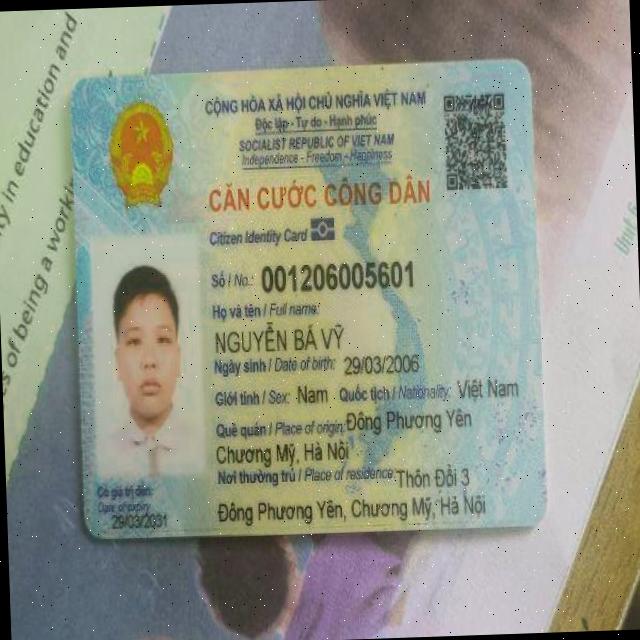 CỘNG HÒA XÃ HỘI CHỦ NGHĨA VIỆT NAM
Độc lập - Tự do - Hạnh phúc
SOCIALIST REPUBLIC OF VIET NAM
Independence - Freedom - Happiness
CĂN CƯỚC CÔNG DÂN
Citizen Identity Card
Số / No.: 001206005601
Họ và tên / Full name:
NGUYỄN BÁ VỸ
Ngày sinh / Date of birth: 29/03/2006
Giới tính / Sex: Nam Quốc tịch / Nationality: Việt Nam
Quê quán / Place of origin: Đông Phương Yên
Chương Mỹ, Hà Nội
Nơi thường trú / Place of residence: Thôn Đồi 3
Đông Phương Yên, Chương Mỹ, Hà Nội
Có giá trị đến:
Date of expiry
29/03/2031
y in education and
s of being a worki
Unit 6